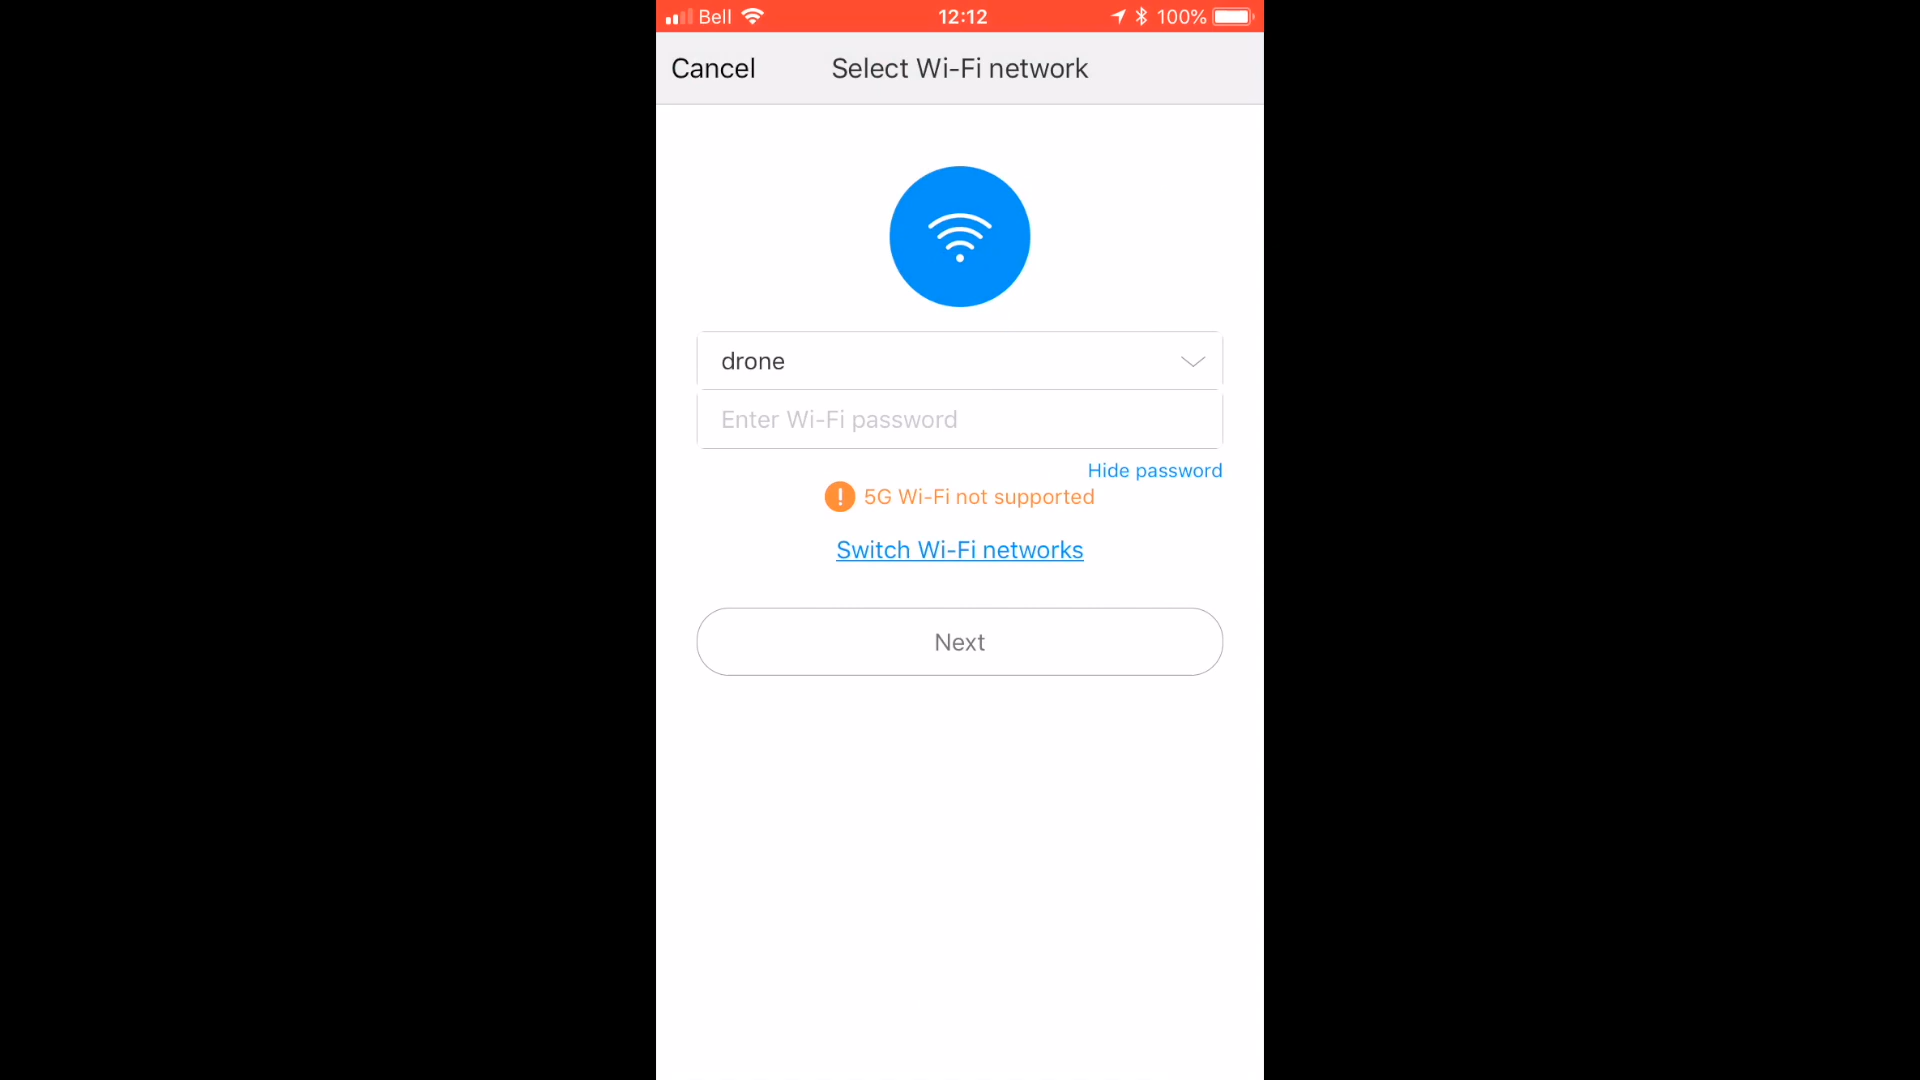 Bell 12:12 100%
Cancel Select Wi-Fi network
drone
Enter Wi-Fi password
Hide password
! 5G Wi-Fi not supported
Switch Wi-Fi networks
Next